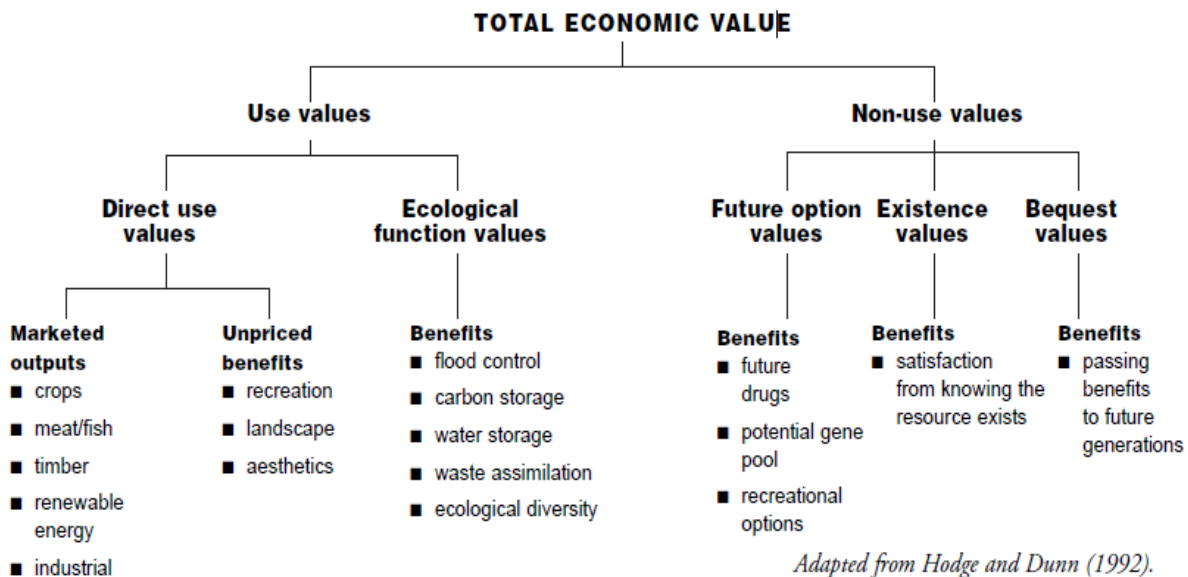 TOTAL ECONOMIC VALUE
Use values
Non-use values
Direct use
values
Ecological
function values
Future option
values
Existence
values
Bequest
values
Marketed
outputs
■ crops
■ meat/fish
■ timber
■ renewable
energy
■ industrial
Unpriced
benefits
■ recreation
■ landscape
■ aesthetics
Benefits
■ flood control
■ carbon storage
■ water storage
■ waste assimilation
■ ecological diversity
Benefits
■ future
drugs
■ potential gene
pool
■ recreational
options
Benefits
■ satisfaction
from knowing the
resource exists
Benefits
■ passing
benefits
to future
generations
Adapted from Hodge and Dunn (1992).